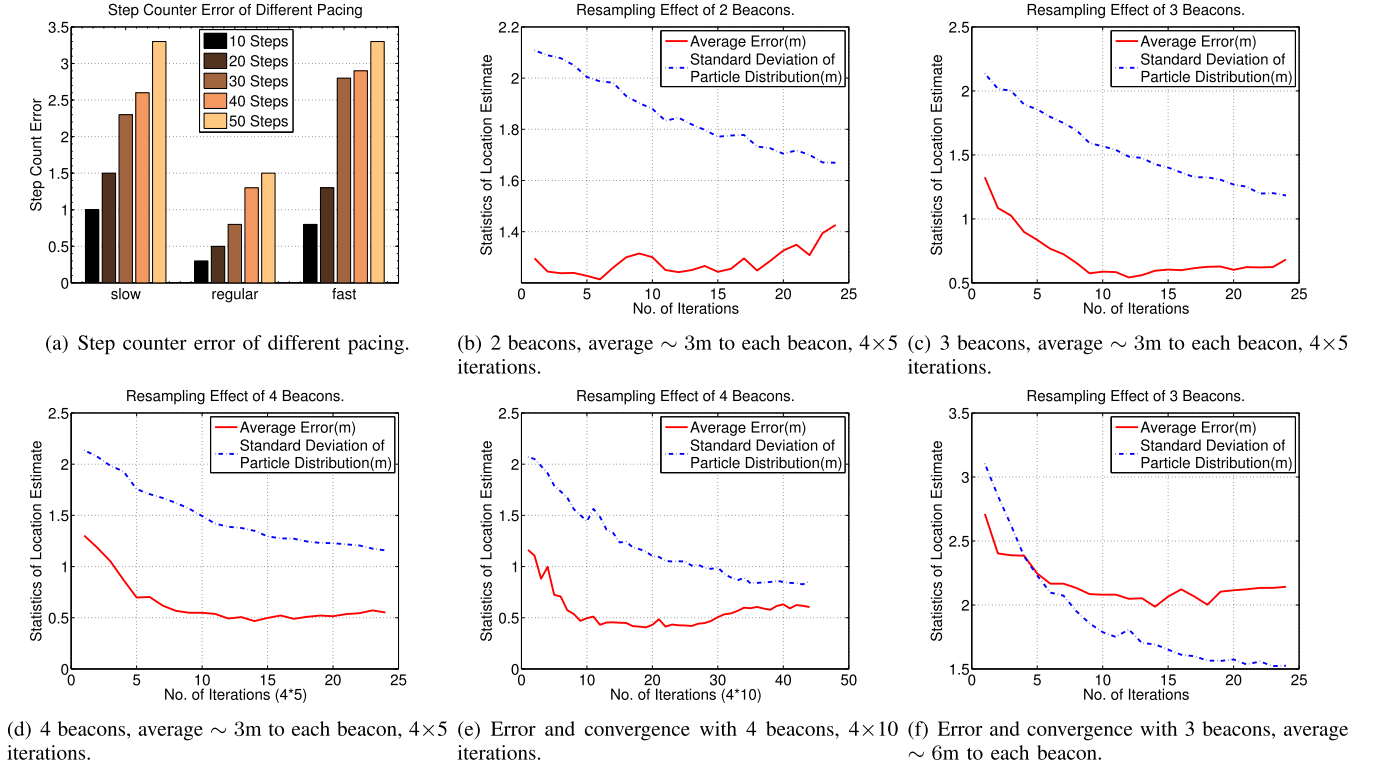 Step Counter Error of Different Pacing
3.5
3
2.5
2
1.5
1
0.5
0
Step Count Error
10 Steps
20 Steps
30 Steps
40 Steps
50 Steps
slow regular fast
(a) Step counter error of different pacing.
Resampling Effect of 2 Beacons.
2.2
2
1.8
1.6
1.4
Statistics of Location Estimate
Average Error(m)
Standard Deviation of
Particle Distribution(m)
0 5 10 15 20 25
No. of Iterations
(b) 2 beacons, average ∼ 3m to each beacon, 4×5
iterations.
Resampling Effect of 3 Beacons.
3.5
2.5
2
1.5
1
0.5
Statistics of Location Estimate
Average Error(m)
Standard Deviation of
Particle Distribution(m)
0 5 10 15 20 25
No. of Iterations
(c) 3 beacons, average ∼ 3m to each beacon, 4×5
iterations.
Resampling Effect of 4 Beacons.
2.5
2
1.5
1
0.5
0
Statistics of Location Estimate
Average Error(m)
Standard Deviation of
Particle Distribution(m)
0 5 10 15 20 25
No. of Iterations (4*5)
(d) 4 beacons, average ∼ 3m to each beacon, 4×5
iterations.
Resampling Effect of 4 Beacons.
2.5
2
1.5
1
0.5
0
Statistics of Location Estimate
Average Error(m)
Standard Deviation of
Particle Distribution(m)
0 10 20 30 40 50
No. of Iterations (4*10)
(e) Error and convergence with 4 beacons, 4×10
iterations.
Resampling Effect of 3 Beacons.
3.5
3
2.5
2
1.5
Statistics of Location Estimate
Average Error(m)
Standard Deviation of
Particle Distribution(m)
0 5 10 15 20 25
No. of Iterations
(f) Error and convergence with 3 beacons, average
∼ 6m to each beacon.